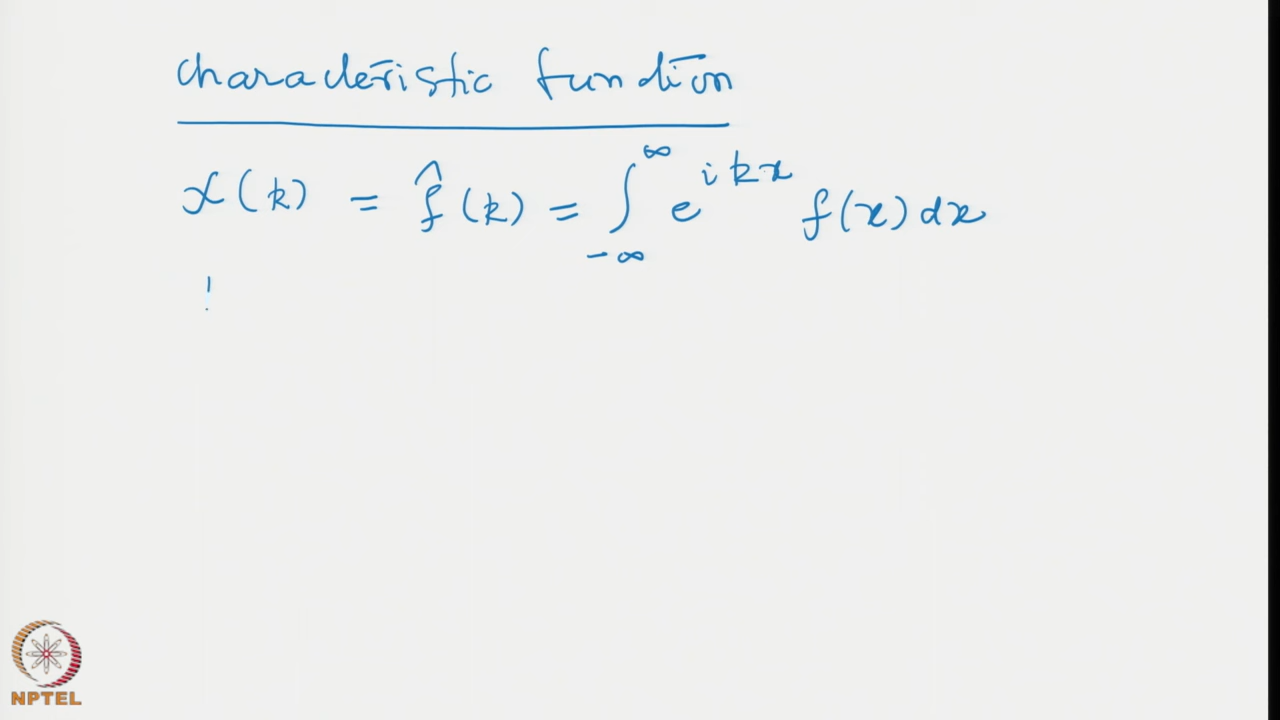 characteristic function
χ(k) = f̂(k) = ∫_{-∞}^{∞} e^{ikx} f(x) dx
NPTEL